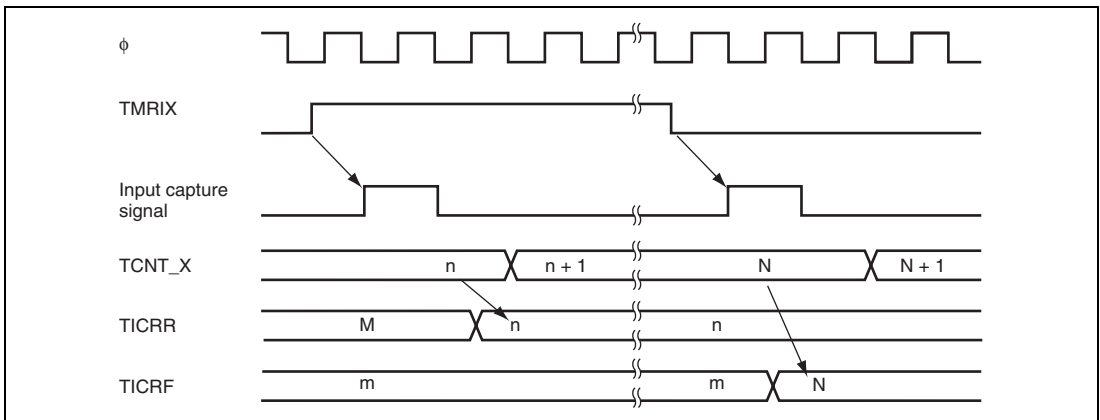 ϕ
TMRIX
Input capture
signal
TCNT_X n n + 1 N N + 1
TICRR M n n
TICRF m m N